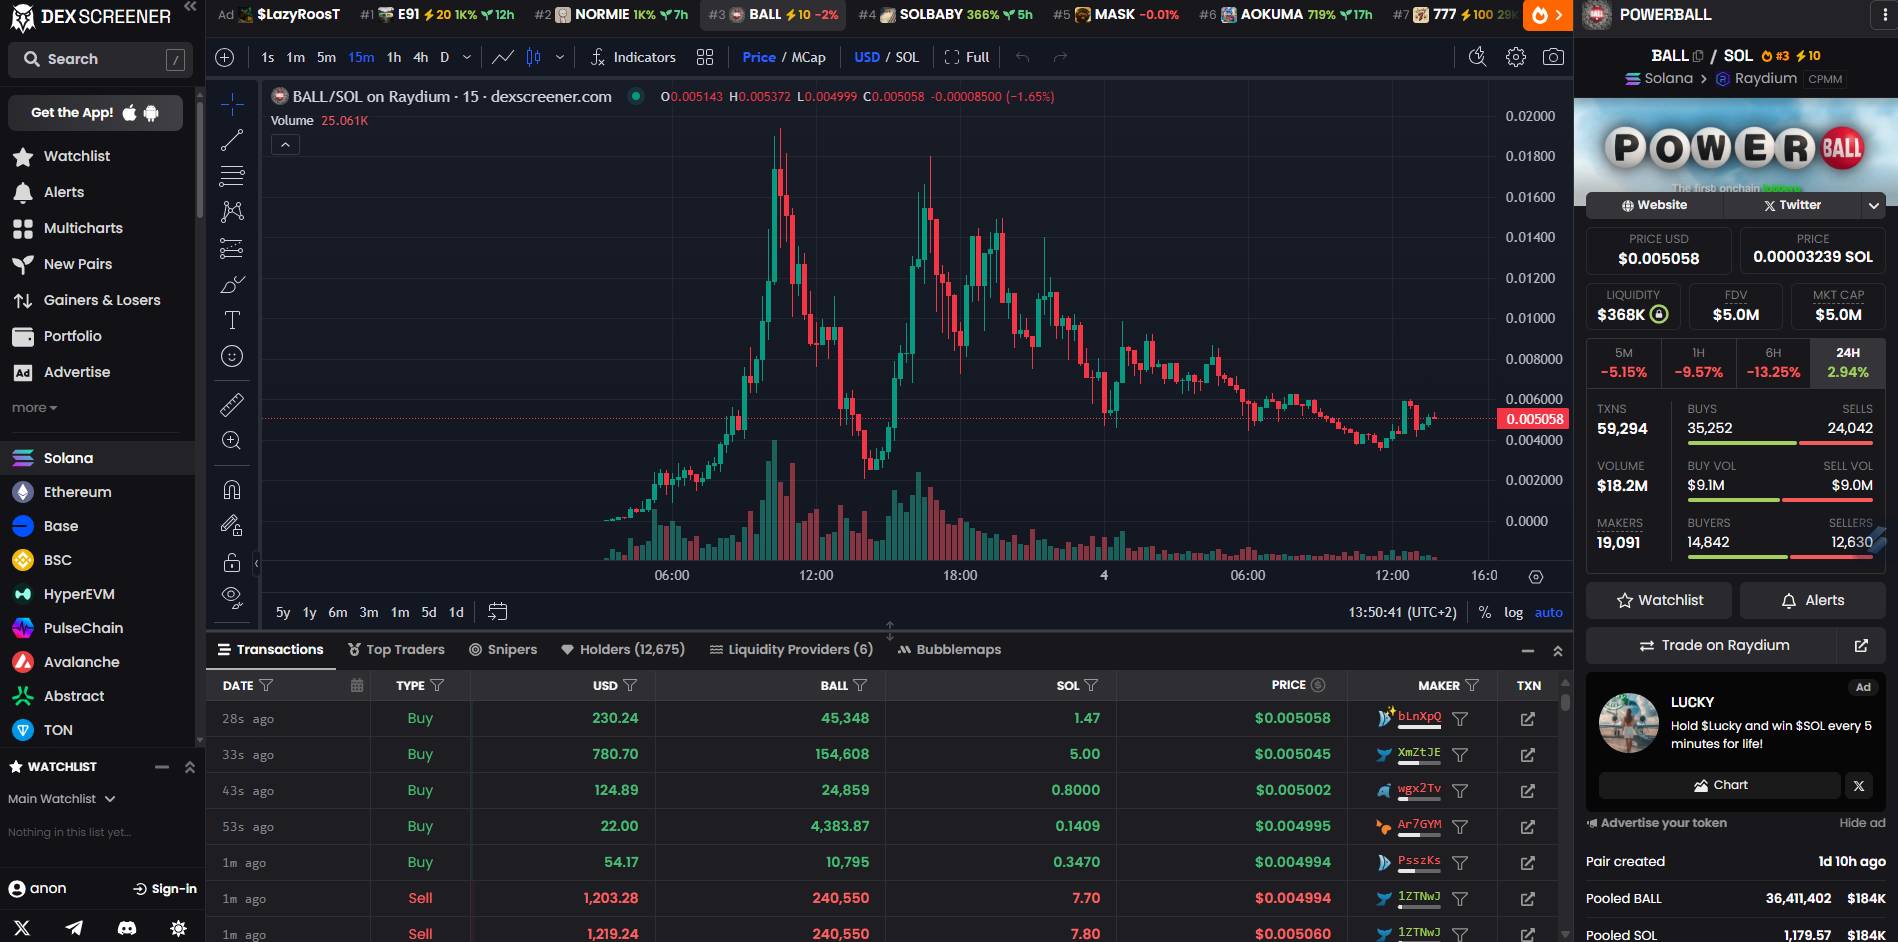 DEX SCREENER
Search /
Get the App!
Watchlist
Alerts
Multicharts
New Pairs
Gainers & Losers
Portfolio
Ad Advertise
more
Solana
Ethereum
Base
BSC
HyperEVM
PulseChain
Avalanche
Abstract
TON
WATCHLIST
Main Watchlist
Nothing in this list yet...
anon Sign-in
Ad $LazyRoosT #1 E91 20 1K% 12h #2 NORMIE 1K% 7h #3 BALL 10 -2% #4 SOLBABY 366% 5h #5 MASK -0.01% #6 AOKUMA 719% 17h #7 777 100
1s 1m 5m 15m 1h 4h D Indicators Price / MCap USD / SOL Full
BALL/SOL on Raydium · 15 · dexscreener.com O0.005143 H0.005372 L0.004999 C0.005058 -0.00008500 (-1.65%)
Volume 25.061K
0.02000
0.01800
0.01600
0.01400
0.01200
0.01000
0.008000
0.006000
0.005058
0.004000
0.002000
0.0000
06:00 12:00 18:00 4 06:00 12:00 16:0
5y 1y 6m 3m 1m 5d 1d 13:50:41 (UTC+2) % log auto
Transactions Top Traders Snipers Holders (12,675) Liquidity Providers (6) Bubblemaps
DATE TYPE USD BALL SOL PRICE MAKER TXN
28s ago Buy 230.24 45,348 1.47 $0.005058 bLnXpQ
33s ago Buy 780.70 154,608 5.00 $0.005045 XmZtJE
43s ago Buy 124.89 24,859 0.8000 $0.005002 wgx2Tv
53s ago Buy 22.00 4,383.87 0.1409 $0.004995 Ar7GYM
1m ago Buy 54.17 10,795 0.3470 $0.004994 PsszKs
1m ago Sell 1,203.28 240,550 7.70 $0.004994 1ZTNwJ
1m ago Sell 1,219.24 240,550 7.80 $0.005060 1ZTNwJ
POWERBALL
BALL / SOL #3 10
Solana > Raydium CPMM
POWER BALL
The first onchain
Website Twitter
PRICE USD PRICE
$0.005058 0.00003239 SOL
LIQUIDITY FDV MKT CAP
$368K $5.0M $5.0M
5M 1H 6H 24H
-5.15% -9.57% -13.25% 2.94%
TXNS BUYS SELLS
59,294 35,252 24,042
VOLUME BUY VOL SELL VOL
$18.2M $9.1M $9.0M
MAKERS BUYERS SELLERS
19,091 14,842 12,630
Watchlist Alerts
Trade on Raydium
Ad
LUCKY
Hold $Lucky and win $SOL every 5
minutes for life!
Chart
Advertise your token Hide ad
Pair created 1d 10h ago
Pooled BALL 36,411,402 $184K
Pooled SOL 1,179.57 $184K